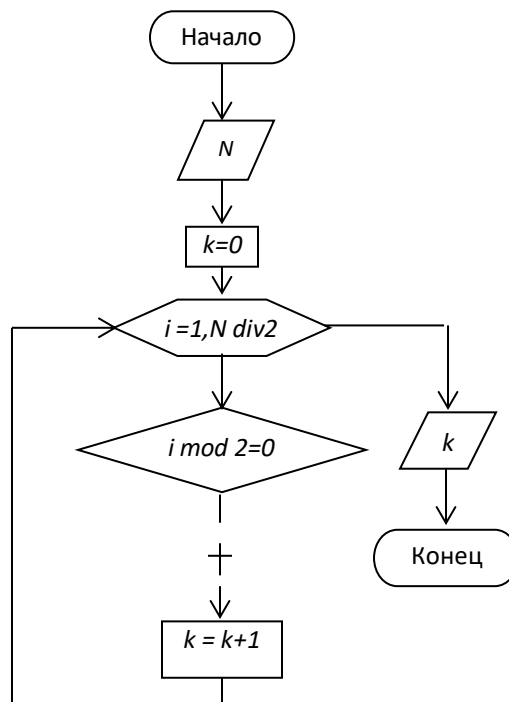 Начало
N
k=0
i =1,N div2
i mod 2=0
k
+
Конец
k = k+1